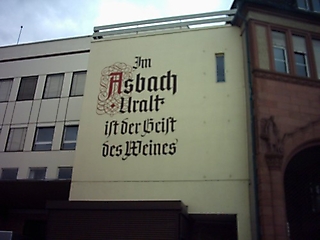 Im
Asbach
Uralt
ist der Geist
des Weines